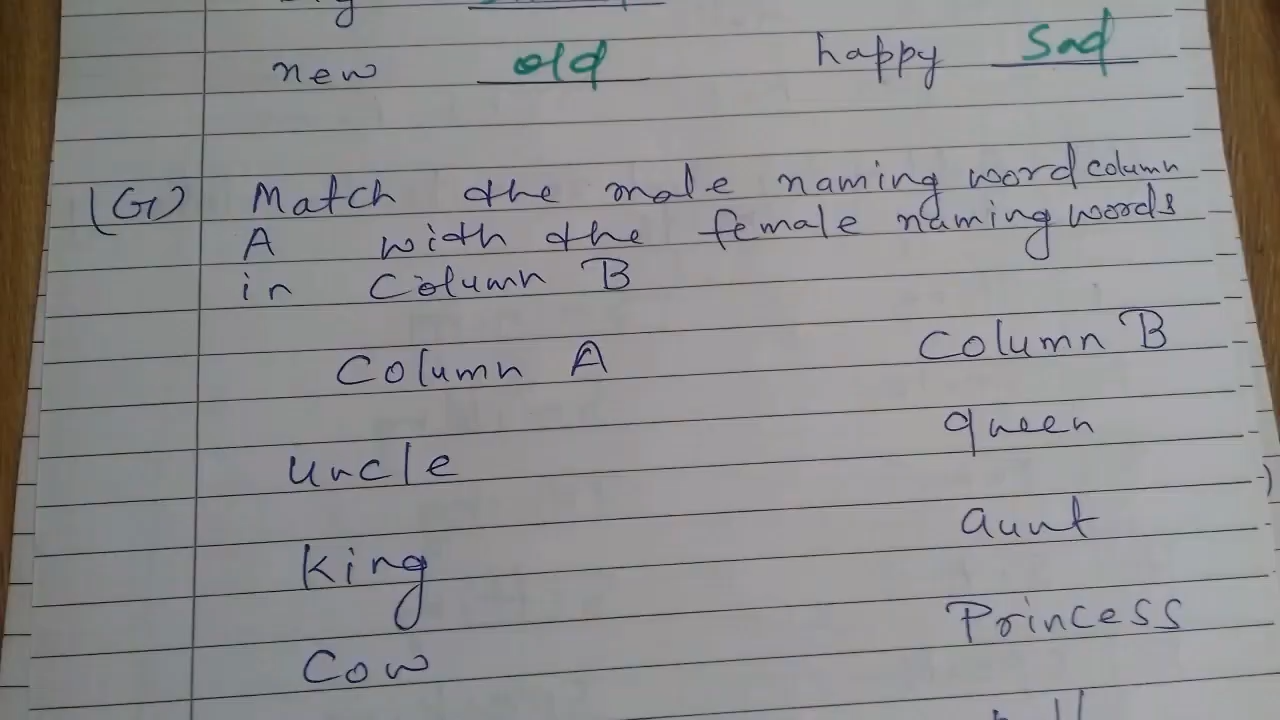 new old happy sad
(G) Match the male naming word column
A with the female naming words
in Column B
Column A Column B
uncle queen
king aunt
Cow Princess